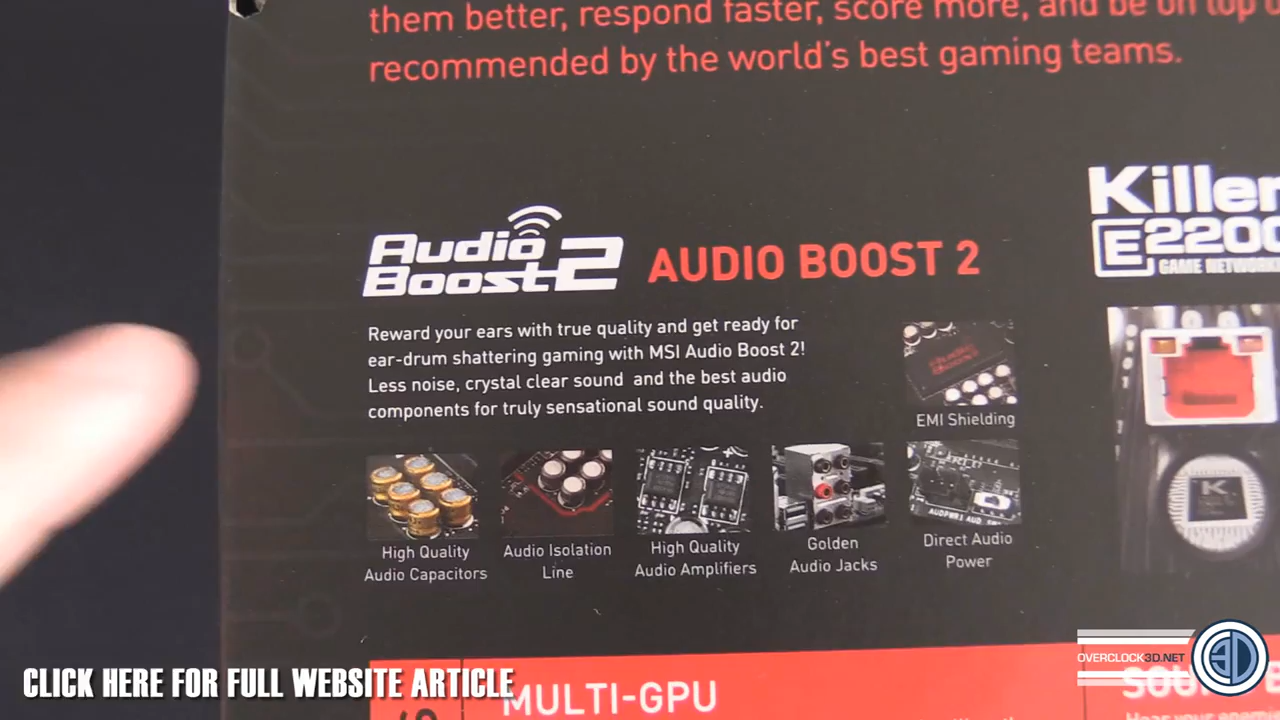 them better, respond faster, score more, and be on top
recommended by the world's best gaming teams.
Audio
Boost 2
AUDIO BOOST 2
Killer
E2200
GAME NETWORK
Reward your ears with true quality and get ready for
ear-drum shattering gaming with MSI Audio Boost 2!
Less noise, crystal clear sound and the best audio
components for truly sensational sound quality.
EMI Shielding
High Quality
Audio Capacitors
Audio Isolation
Line
High Quality
Audio Amplifiers
Golden
Audio Jacks
AUDPWR1
Direct Audio
Power
K
MULTI-GPU
OVERCLOCK3D.NET
3D
CLICK HERE FOR FULL WEBSITE ARTICLE